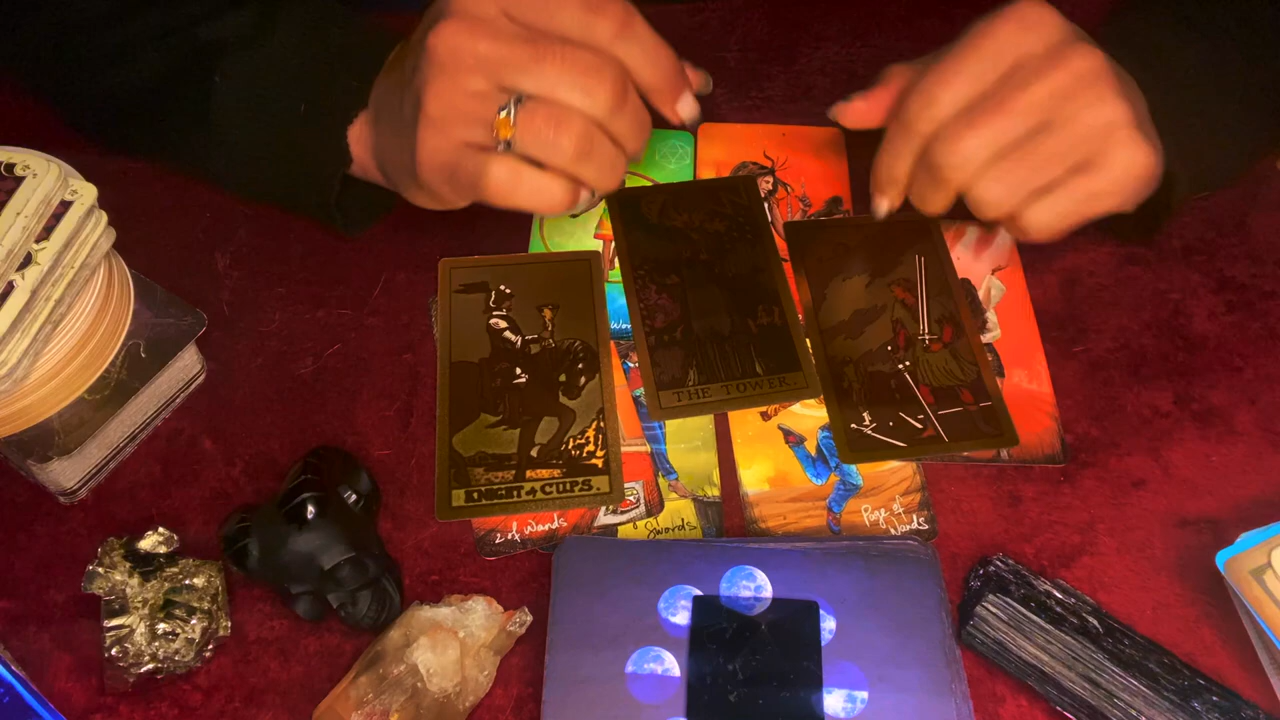 THE TOWER.
KNIGHT of CUPS.
2 of Wands
Swords
Page of
Wands